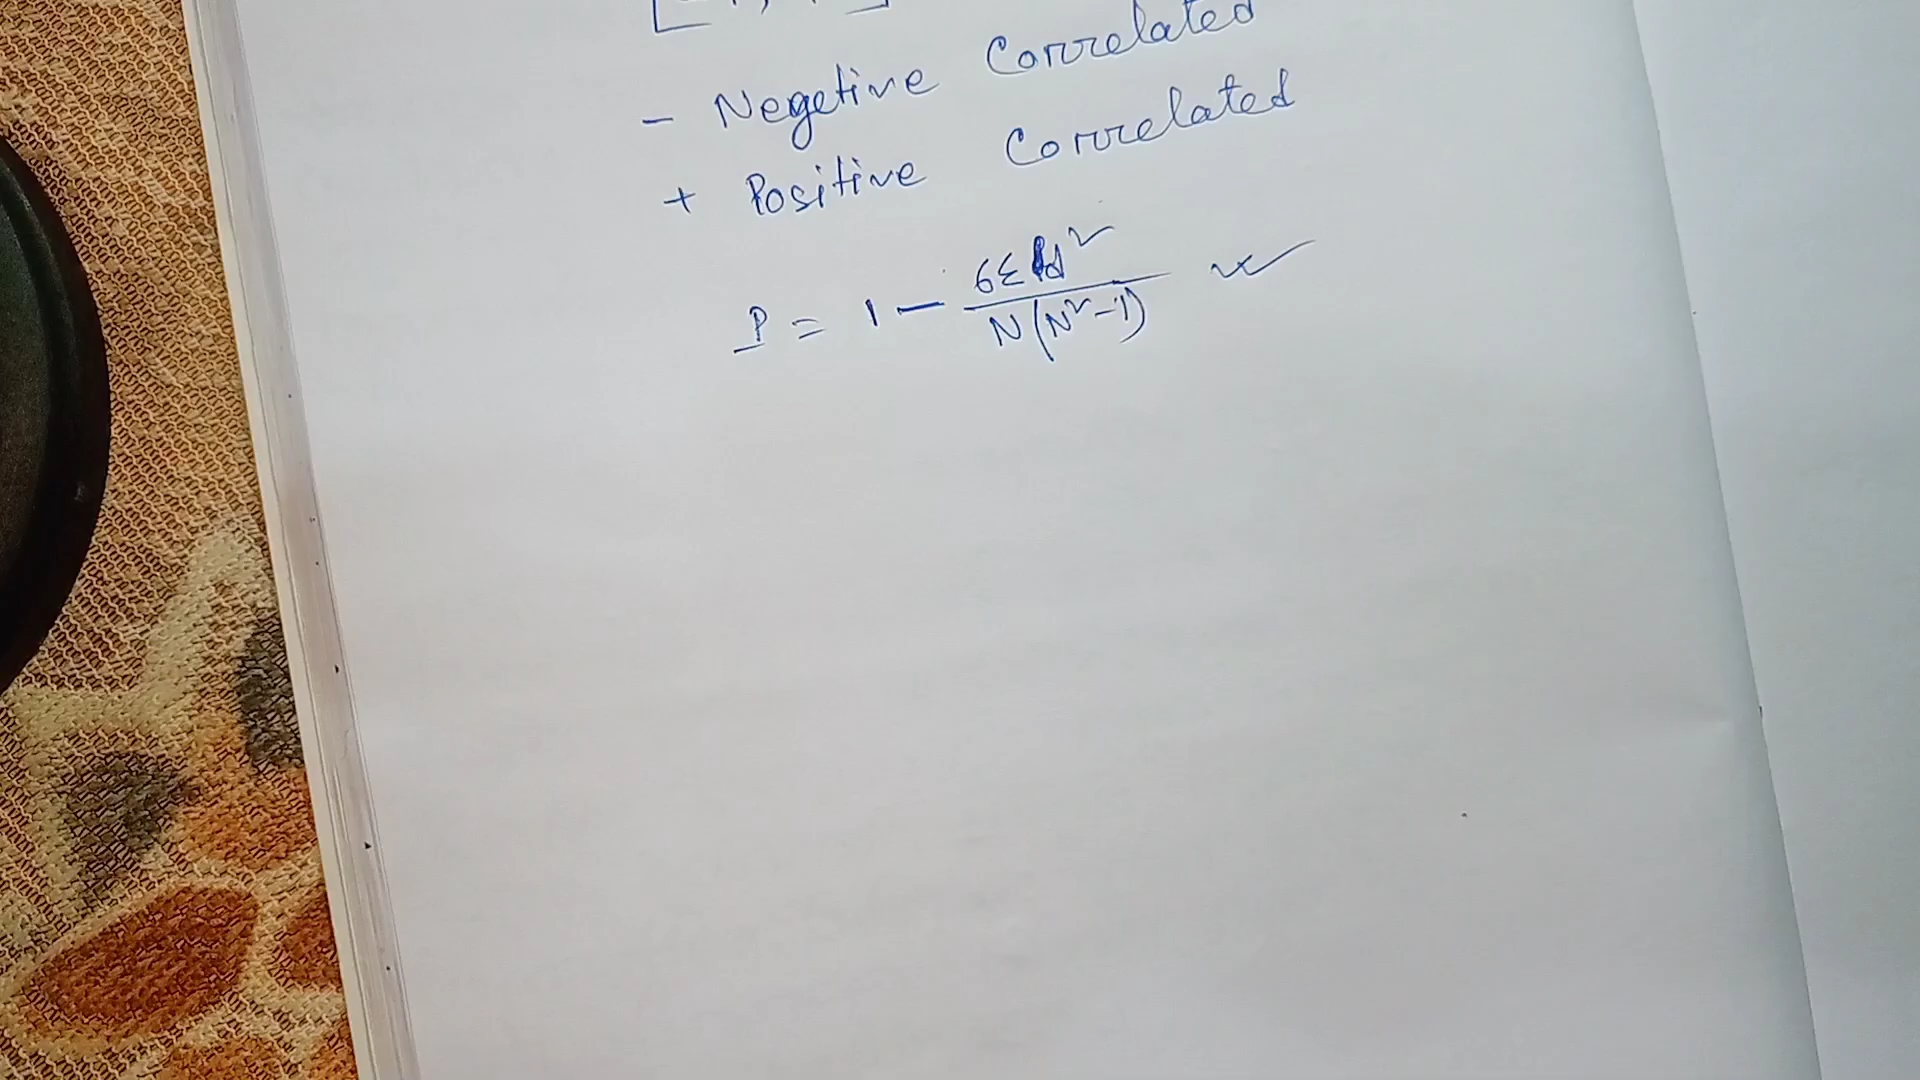 - Negetive Correlated
+ Positive Correlated
P = 1 - 6Σd² / N(N²-1)